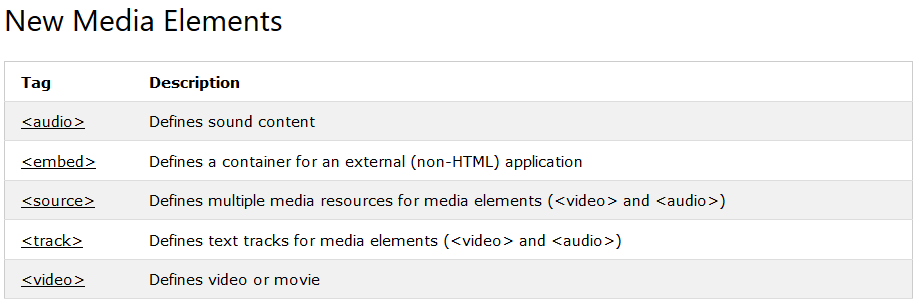 New Media Elements
Tag Description
<audio> Defines sound content
<embed> Defines a container for an external (non-HTML) application
<source> Defines multiple media resources for media elements (<video> and <audio>)
<track> Defines text tracks for media elements (<video> and <audio>)
<video> Defines video or movie